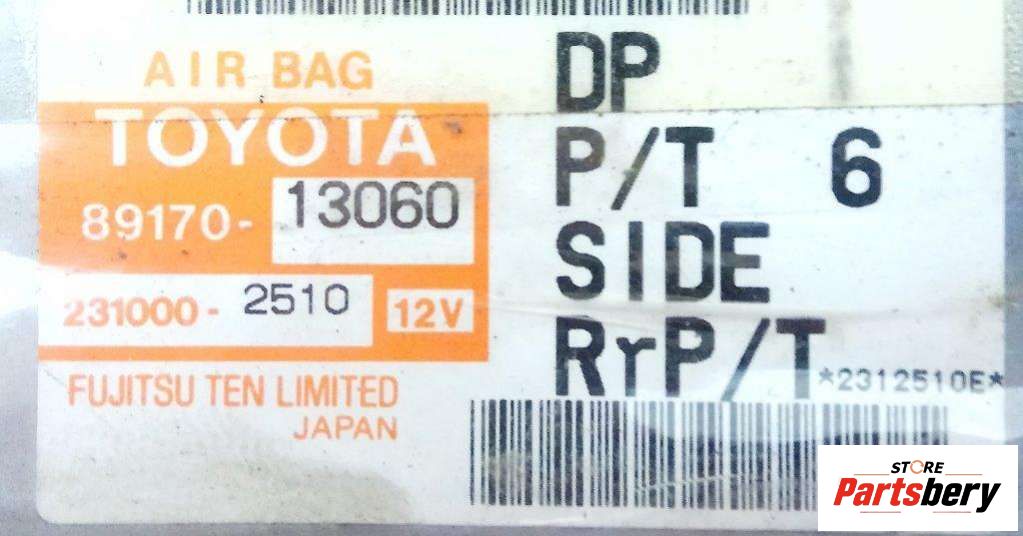 AIR BAG
TOYOTA
89170-13060
231000-2510 12V
FUJITSU TEN LIMITED
JAPAN
DP
P/T 6
SIDE
RrP/T
*2312510E*
STORE
Partsbery